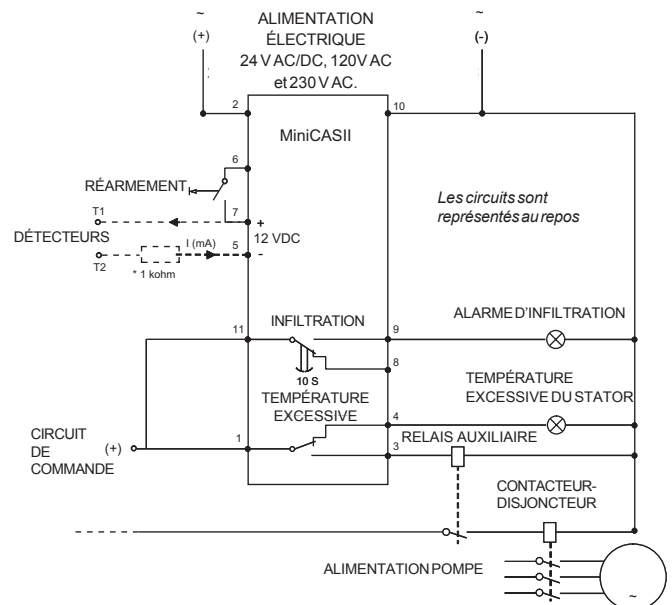 ~
(+)
ALIMENTATION
ÉLECTRIQUE
24 V AC/DC, 120V AC
et 230 V AC.
~
(-)
2
10
MiniCASII
6
RÉARMEMENT
7
+
T1
12 VDC
DÉTECTEURS
I (mA)
5
-
T2
* 1 kohm
Les circuits sont
représentés au repos
INFILTRATION
ALARME D'INFILTRATION
11
9
8
10 S
TEMPÉRATURE
EXCESSIVE
TEMPÉRATURE
EXCESSIVE DU STATOR
4
RELAIS AUXILIAIRE
CIRCUIT
DE
COMMANDE
(+)
1
3
CONTACTEUR-
DISJONCTEUR
ALIMENTATION POMPE
~